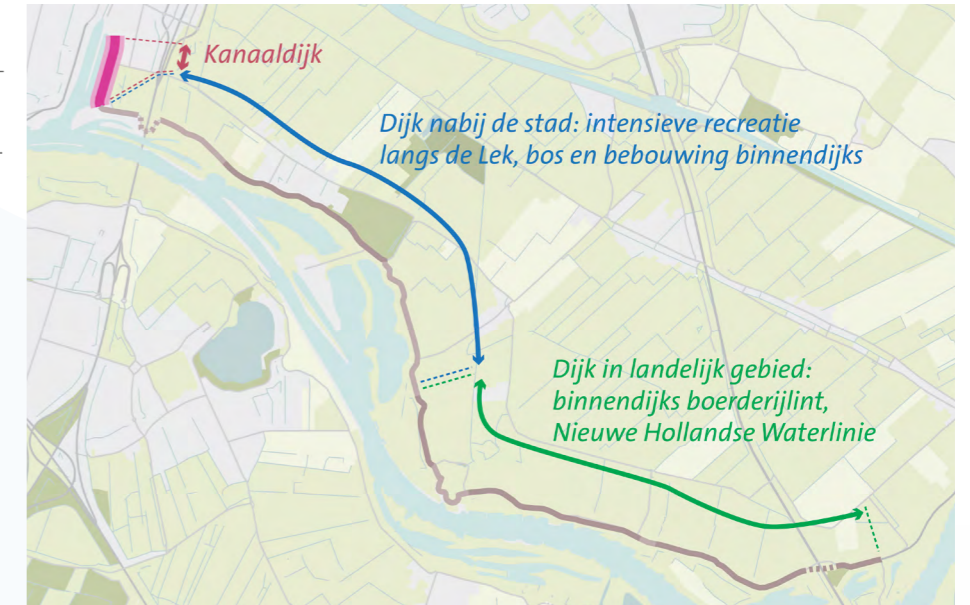 Kanaaldijk
Dijk nabij de stad: intensieve recreatie
langs de Lek, bos en bebouwing binnendijks
Dijk in landelijk gebied:
binnendijks boerderijlint,
Nieuwe Hollandse Waterlinie